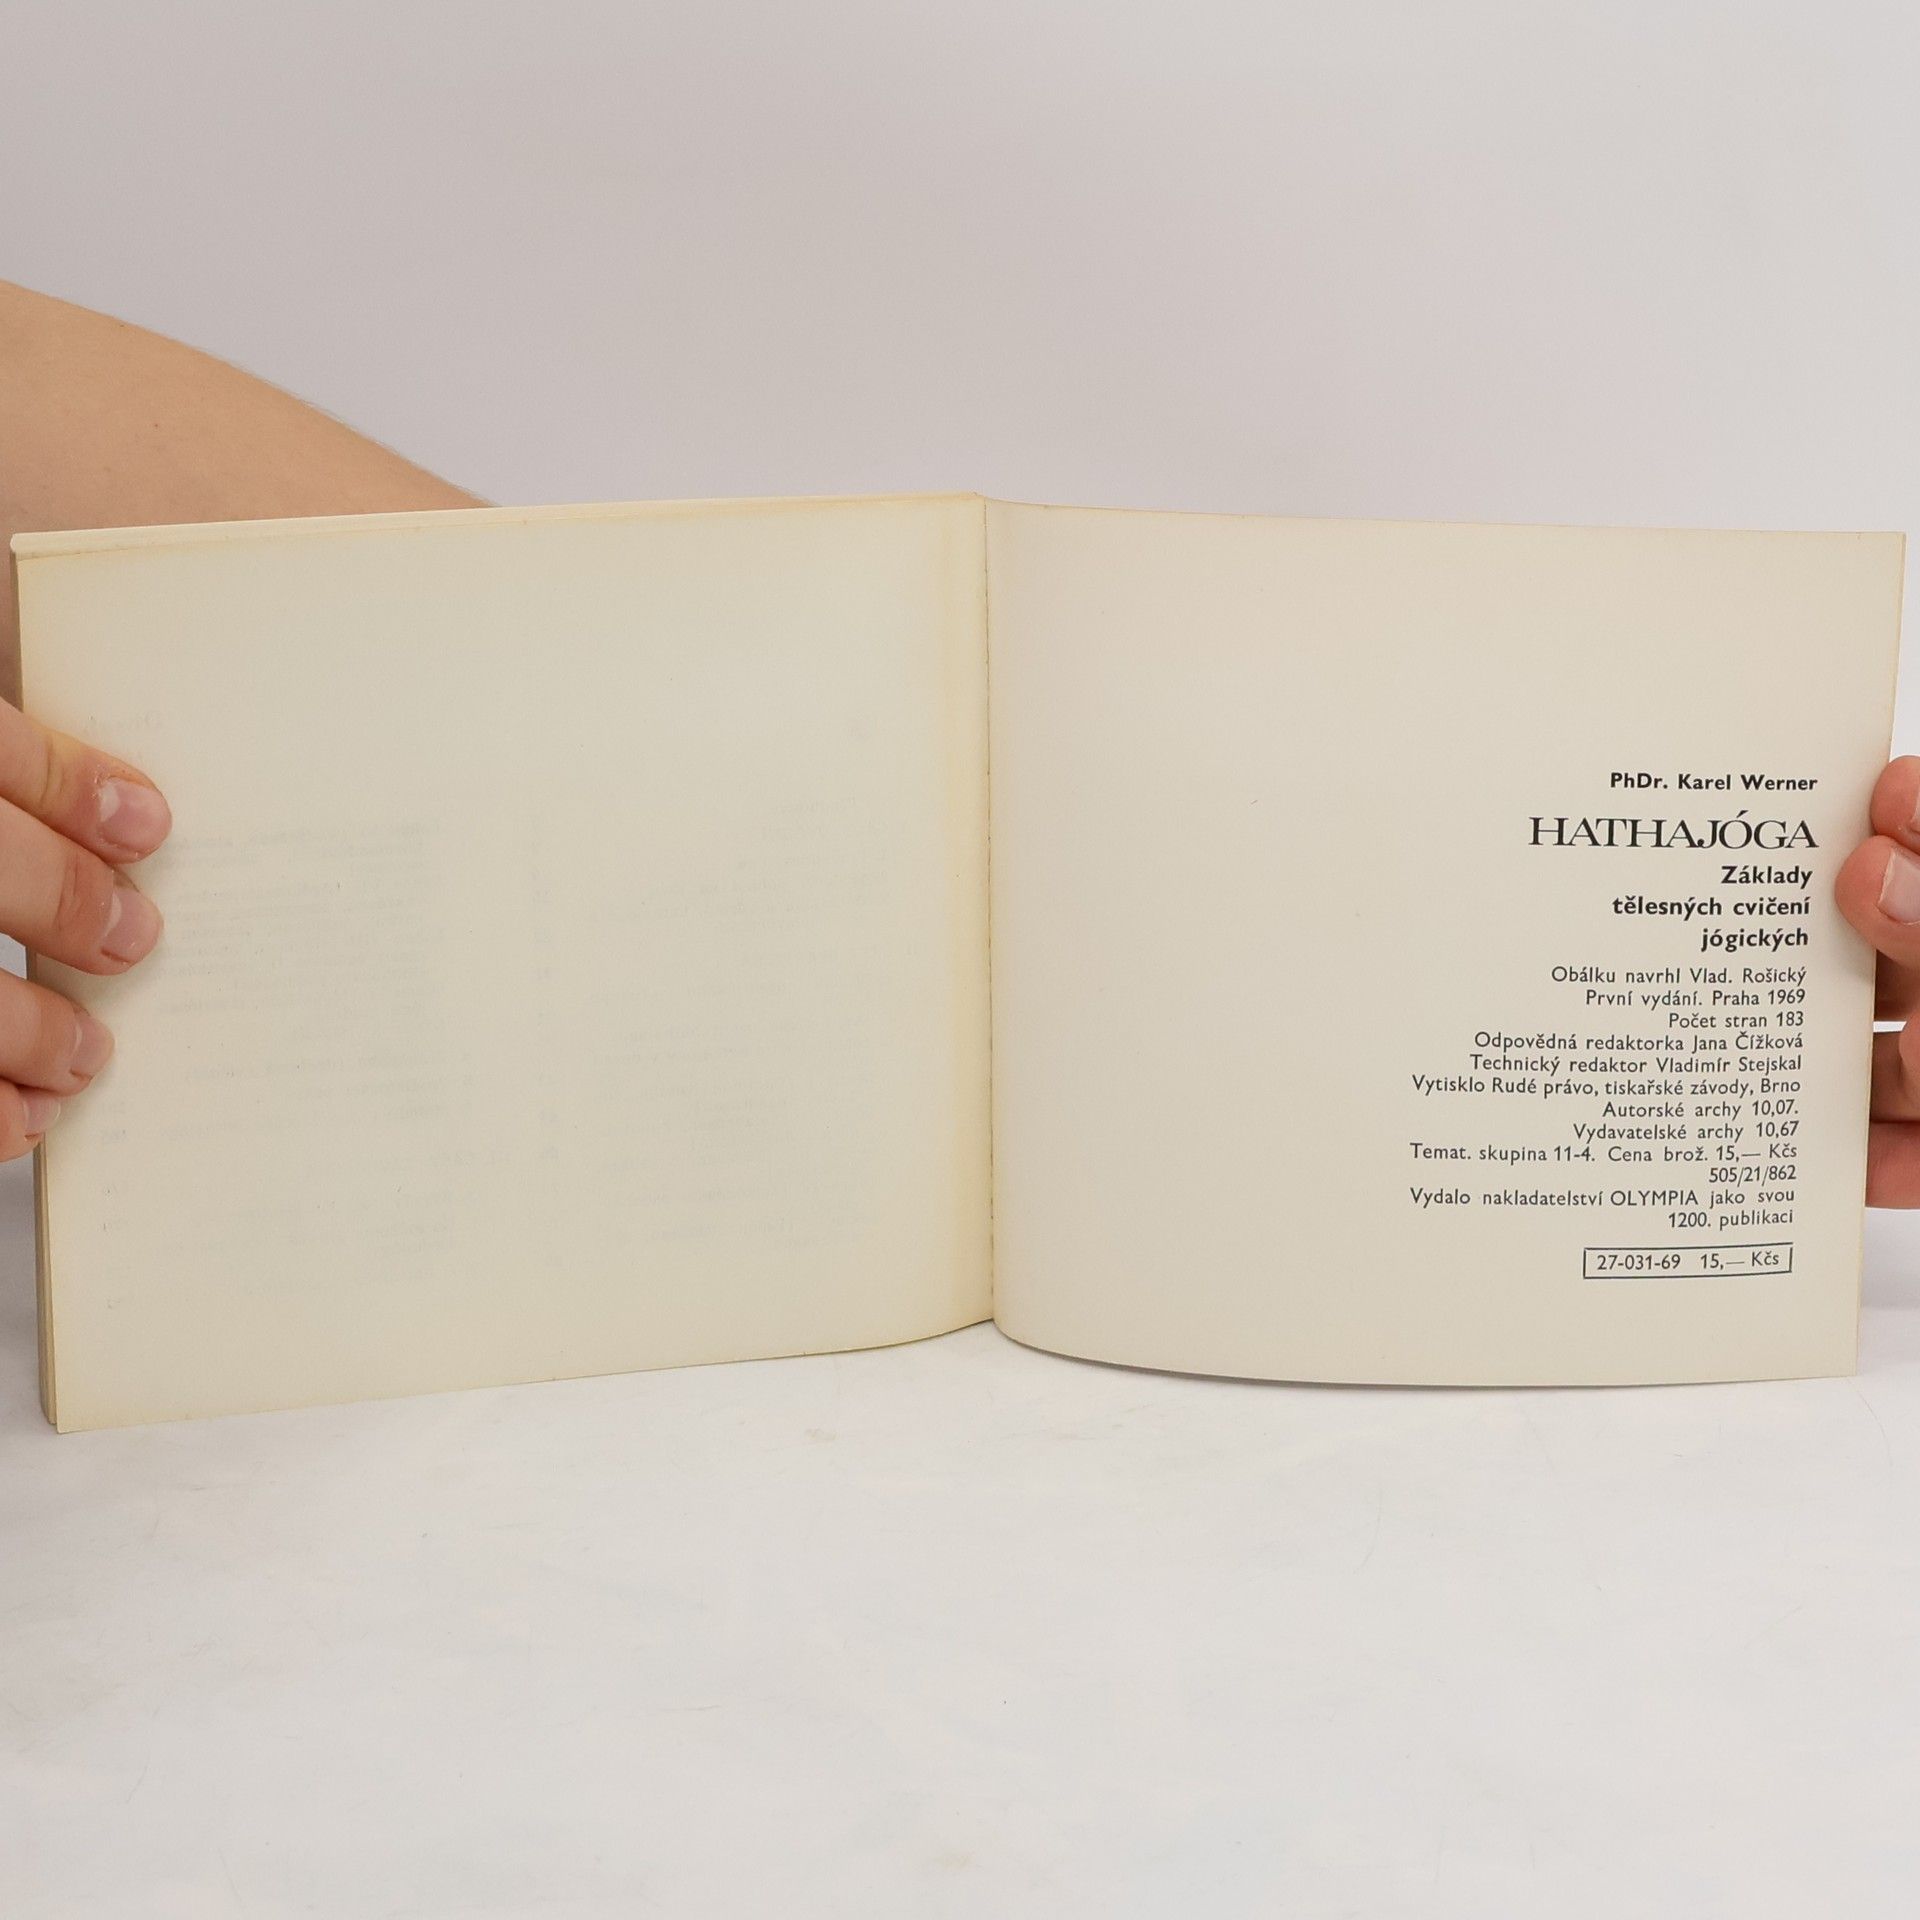 PhDr. Karel Werner
HATHAJÓGA
Základy
tělesných cvičení
jógických
Obálku navrhl Vlad. Rošický
První vydání. Praha 1969
Počet stran 183
Odpovědná redaktorka Jana Čížková
Technický redaktor Vladimír Stejskal
Vytisklo Rudé právo, tiskařské závody, Brno
Autorské archy 10,07.
Vydavatelské archy 10,67
Temat. skupina 11-4. Cena brož. 15,— Kčs
505/21/862
Vydalo nakladatelství OLYMPIA jako svou
1200. publikaci
27-031-69 15,— Kčs